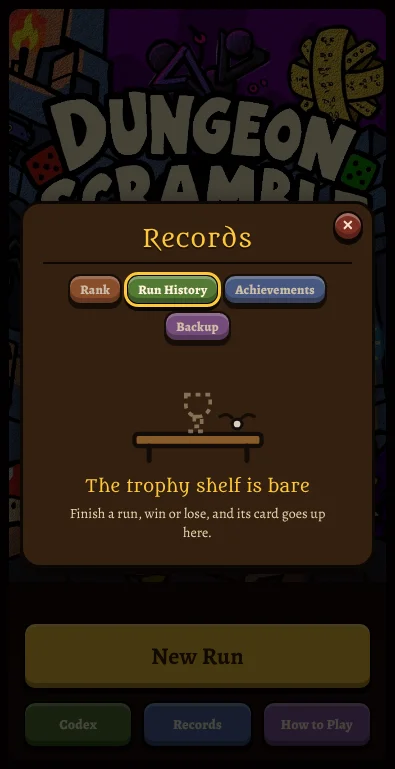 DUNGEON
SCRAMBLE
Records
Rank
Run History
Achievements
Backup
The trophy shelf is bare
Finish a run, win or lose, and its card goes up
here.
New Run
Codex
Records
How to Play